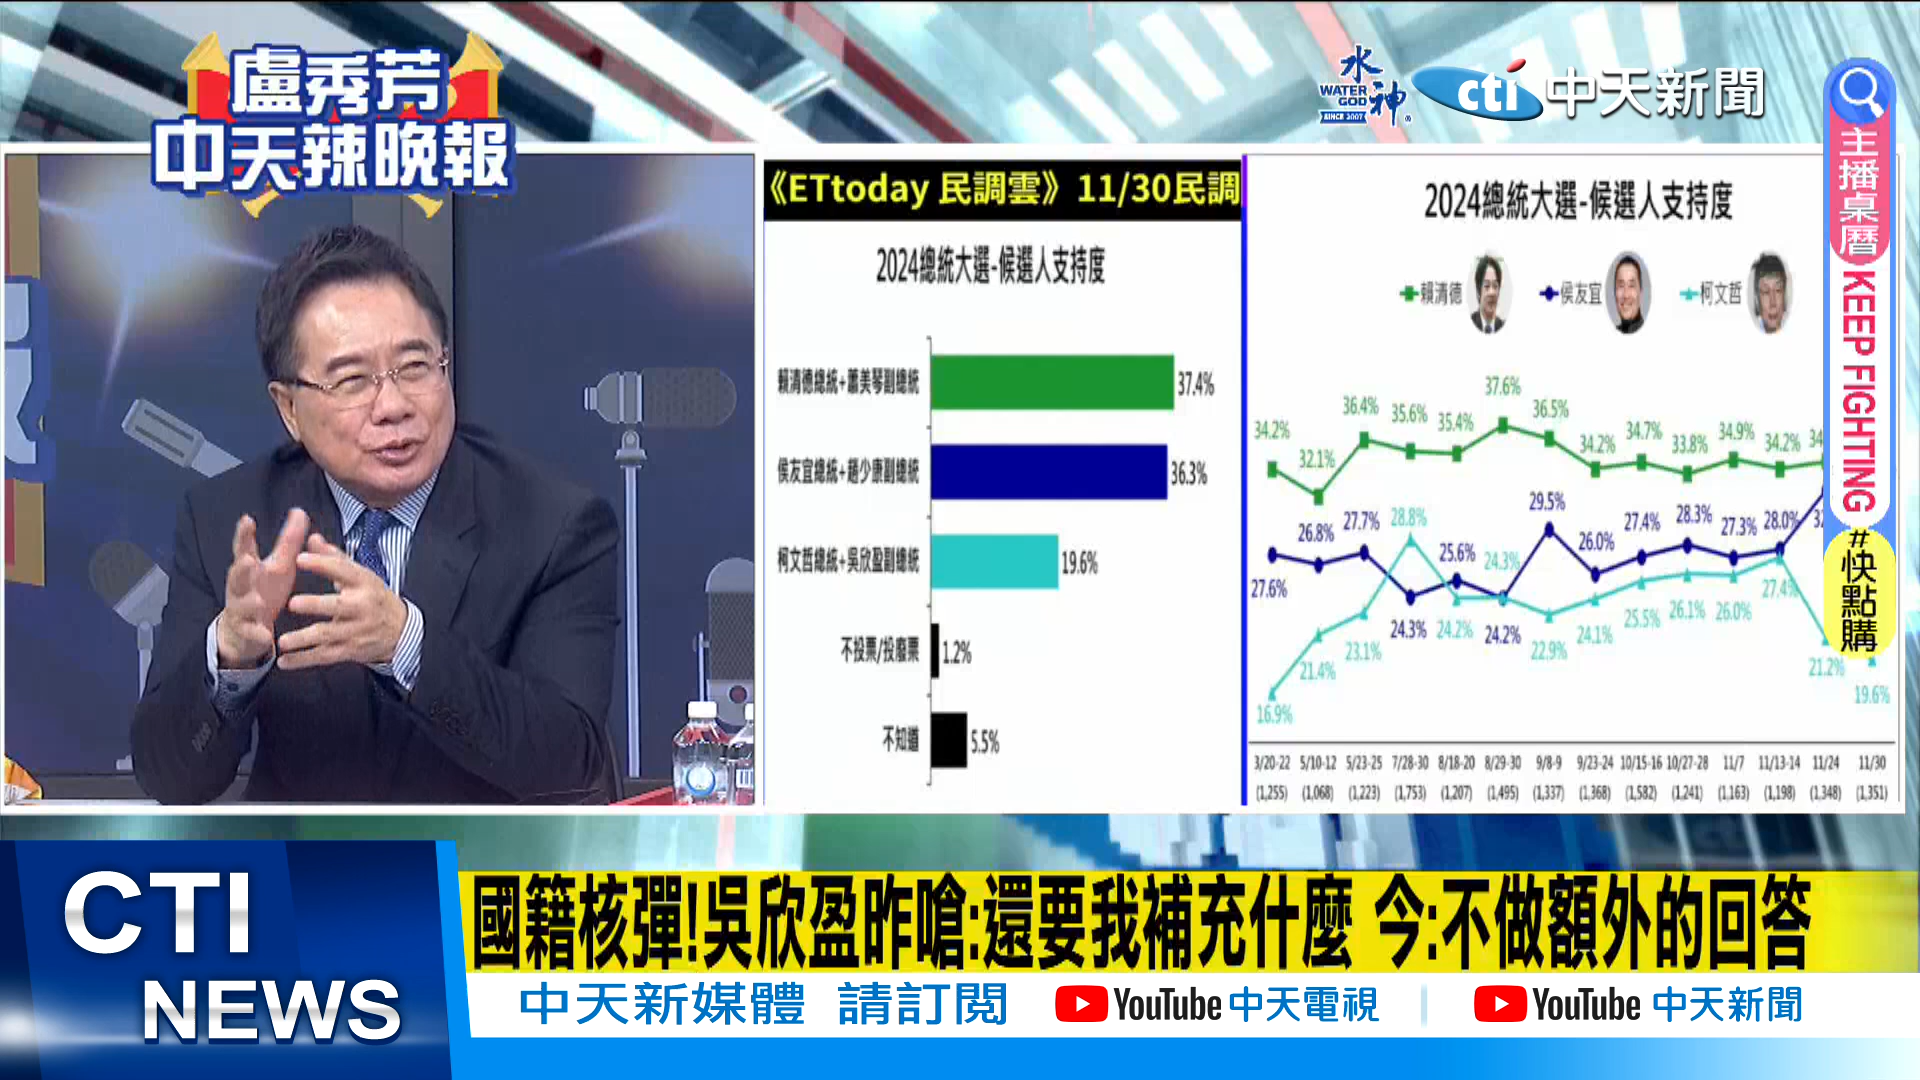 盧秀芳
中天辣晚報
水神
WATER
GOD
SINCE 2007
cti 中天新聞
主播桌曆 KEEP FIGHTING #快點購
《ETtoday 民調雲》11/30民調
2024總統大選-候選人支持度
賴清德總統+蕭美琴副總統 37.4%
侯友宜總統+趙少康副總統 36.3%
柯文哲總統+吳欣盈副總統 19.6%
不投票/投廢票 1.2%
不知道 5.5%
2024總統大選-候選人支持度
賴清德 侯友宜 柯文哲
34.2% 32.1% 36.4% 35.6% 35.4% 37.6% 36.5% 34.2% 34.7% 33.8% 34.9% 34.2% 34
27.6% 26.8% 27.7% 24.3% 25.6% 24.2% 29.5% 26.0% 27.4% 28.3% 27.3% 28.0% 32
16.9% 21.4% 23.1% 28.8% 24.2% 24.3% 22.9% 24.1% 25.5% 26.1% 26.0% 27.4% 21.2% 19.6%
3/20-22 5/10-12 5/23-25 7/28-30 8/18-20 8/29-30 9/8-9 9/23-24 10/15-16 10/27-28 11/7 11/13-14 11/24 11/30
(1,255) (1,068) (1,223) (1,753) (1,207) (1,495) (1,337) (1,368) (1,582) (1,241) (1,163) (1,198) (1,348) (1,351)
CTI
NEWS
國籍核彈!吳欣盈昨嗆:還要我補充什麼 今:不做額外的回答
中天新媒體 請訂閱 YouTube 中天電視 | YouTube 中天新聞